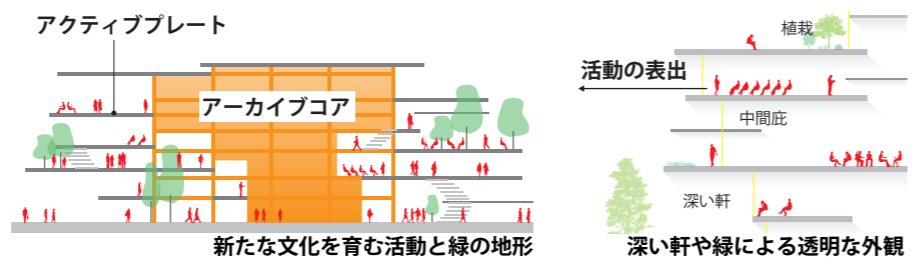 アクティブプレート
アーカイブコア
新たな文化を育む活動と緑の地形
植栽
活動の表出
中間庇
深い軒
深い軒や緑による透明な外観